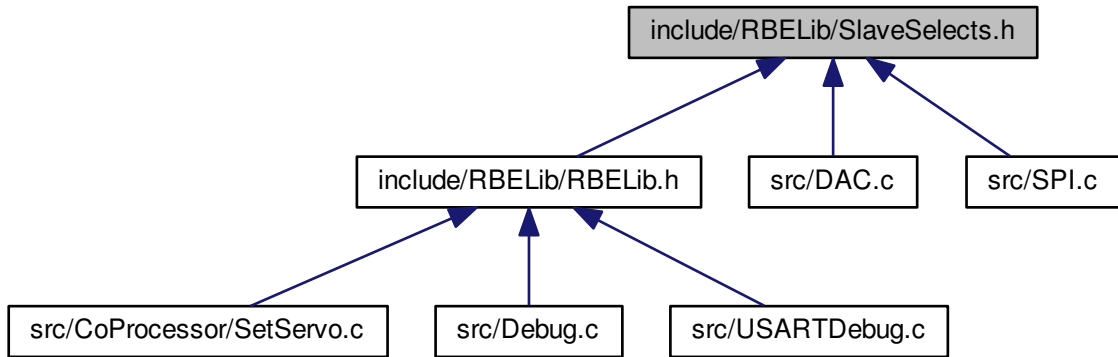 include/RBELib/SlaveSelects.h
include/RBELib/RBELib.h
src/DAC.c
src/SPI.c
src/CoProcessor/SetServo.c
src/Debug.c
src/USARTDebug.c